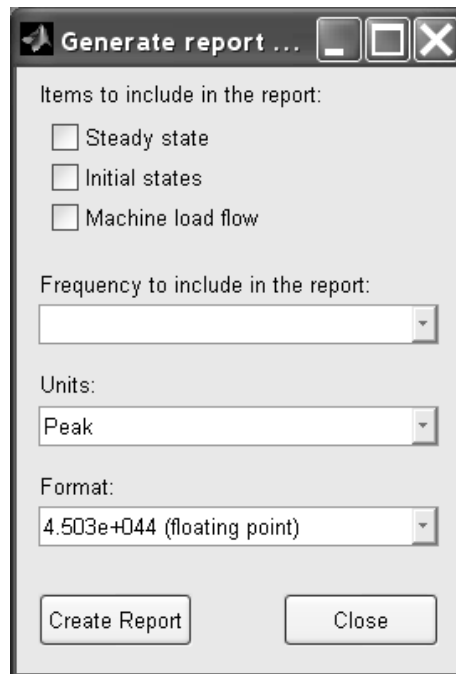 Generate report ...
Items to include in the report:
Steady state
Initial states
Machine load flow
Frequency to include in the report:
Units:
Peak
Format:
4.503e+044 (floating point)
Create Report
Close